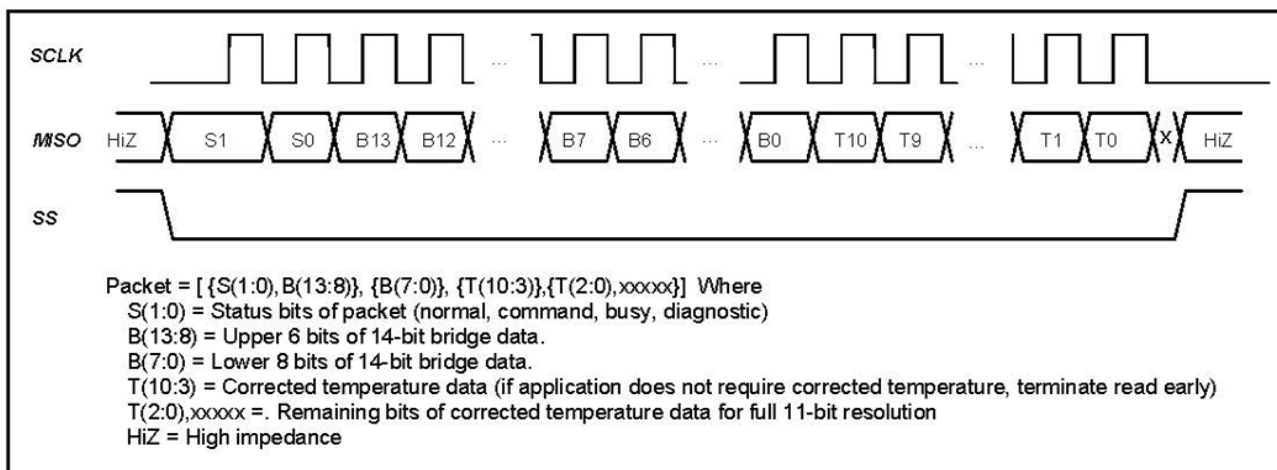 SCLK ... ... ...
MISO HiZ S1 S0 B13 B12 ... B7 B6 ... B0 T10 T9 ... T1 T0 X HiZ
SS
Packet = [ {S(1:0), B(13:8)}, {B(7:0)}, {T(10:3)},{T(2:0),xxxxx}] Where
S(1:0) = Status bits of packet (normal, command, busy, diagnostic)
B(13:8) = Upper 6 bits of 14-bit bridge data.
B(7:0) = Lower 8 bits of 14-bit bridge data.
T(10:3) = Corrected temperature data (if application does not require corrected temperature, terminate read early)
T(2:0),xxxxx =. Remaining bits of corrected temperature data for full 11-bit resolution
HiZ = High impedance